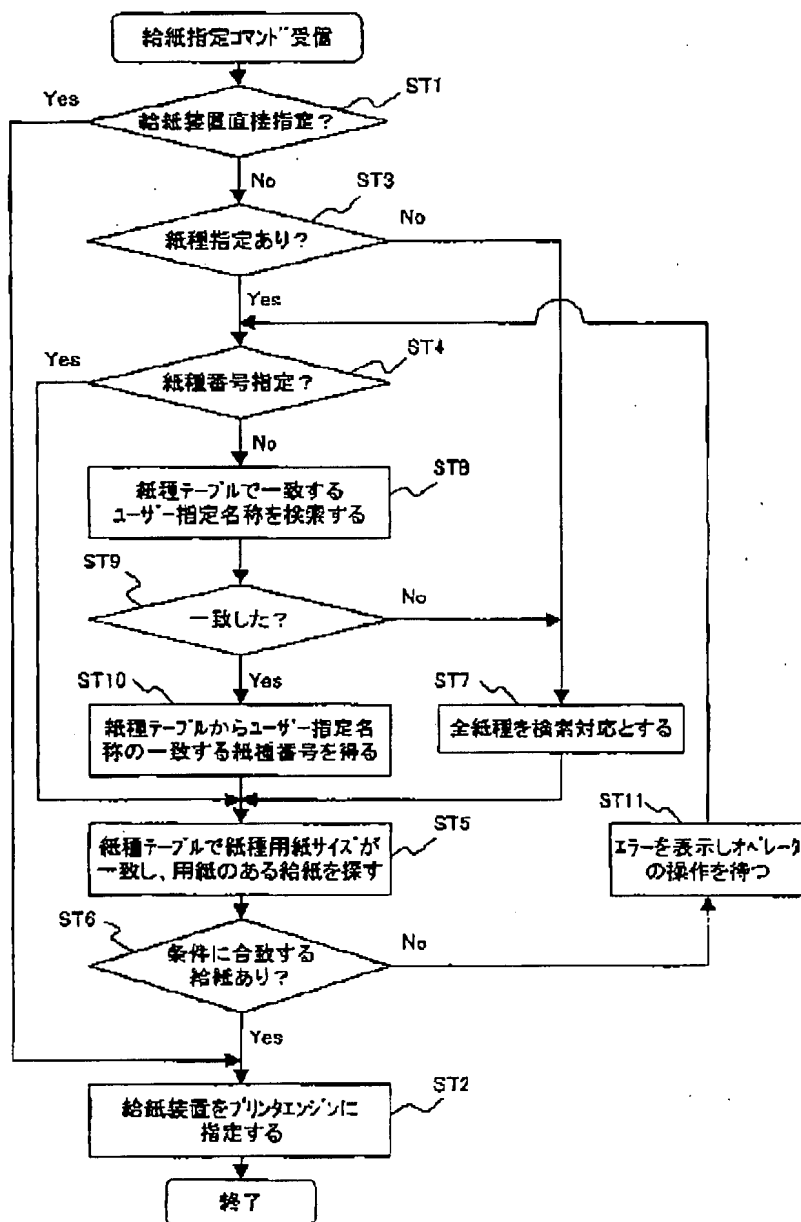 給紙指定コマンド受信
ST1
Yes
給紙装置直接指定？
No
ST3
No
紙種指定あり？
Yes
Yes
ST4
紙種番号指定？
No
ST8
紙種テーブルで一致する
ユーザー指定名称を検索する
ST9
No
一致した？
Yes
ST10
ST7
紙種テーブルからユーザー指定名
称の一致する紙種番号を得る
全紙種を検索対応とする
ST11
ST5
紙種テーブルで紙種用紙サイズが
一致し、用紙のある給紙を探す
エラーを表示しオペレータ
の操作を待つ
ST6
No
条件に合致する
給紙あり？
Yes
ST2
給紙装置をプリンタエンジンに
指定する
終了